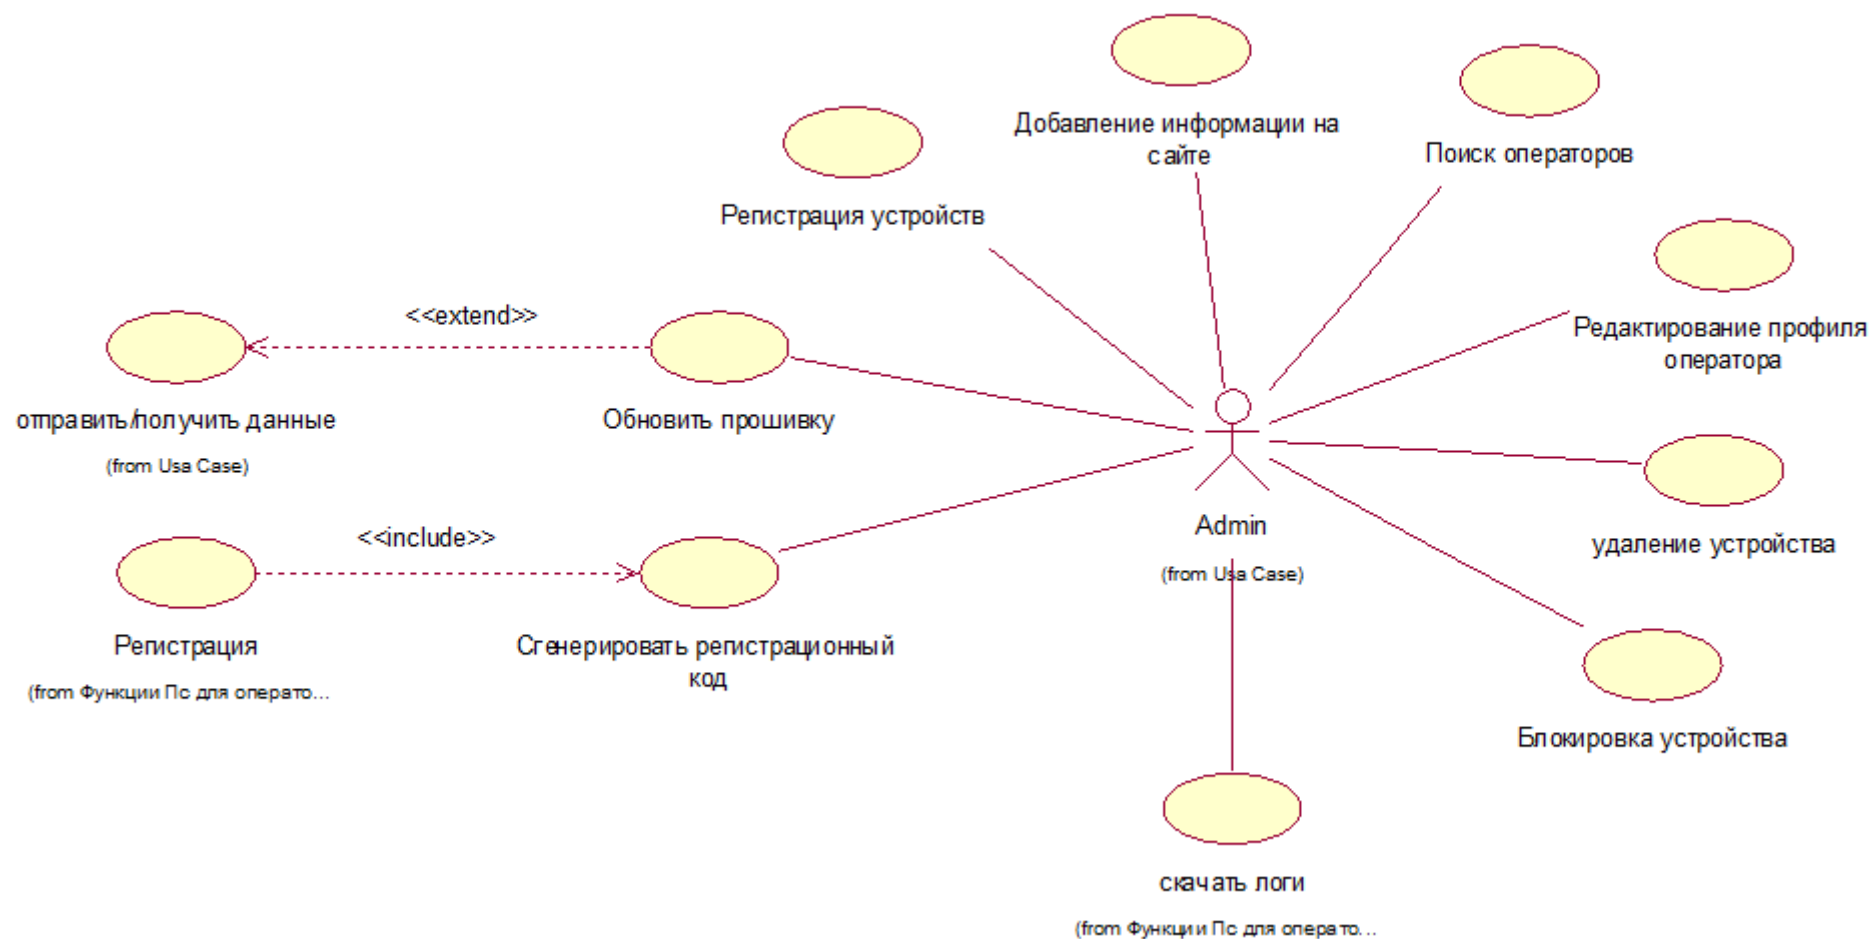 Добавление информации на
сайте
Поиск операторов
Регистрация устройств
<<extend>>
Редактирование профиля
оператора
отправить/получить данные
(from Usa Case)
Обновить прошивку
<<include>>
Admin
(from Usa Case)
удаление устройства
Регистрация
(from Функции Пс для операто...
Сгенерировать регистрационный
код
Блокировка устройства
скачать логи
(from Функции Пс для операто...